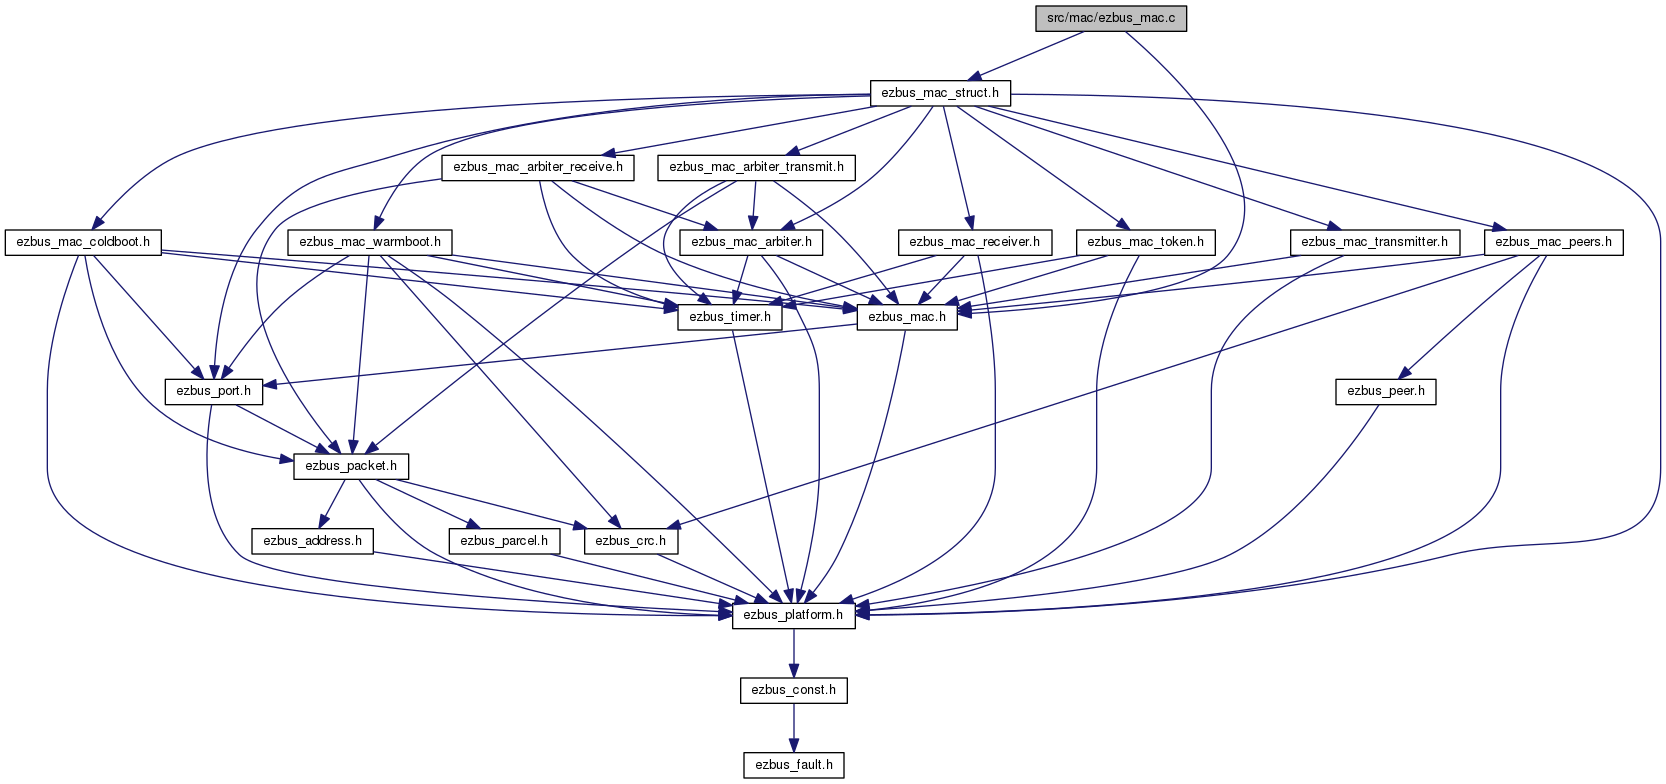 src/mac/ezbus_mac.c
ezbus_mac_struct.h
ezbus_mac_arbiter_receive.h
ezbus_mac_arbiter_transmit.h
ezbus_mac_coldboot.h
ezbus_mac_warmboot.h
ezbus_mac_arbiter.h
ezbus_mac_receiver.h
ezbus_mac_token.h
ezbus_mac_transmitter.h
ezbus_mac_peers.h
ezbus_timer.h
ezbus_mac.h
ezbus_port.h
ezbus_peer.h
ezbus_packet.h
ezbus_address.h
ezbus_parcel.h
ezbus_crc.h
ezbus_platform.h
ezbus_const.h
ezbus_fault.h